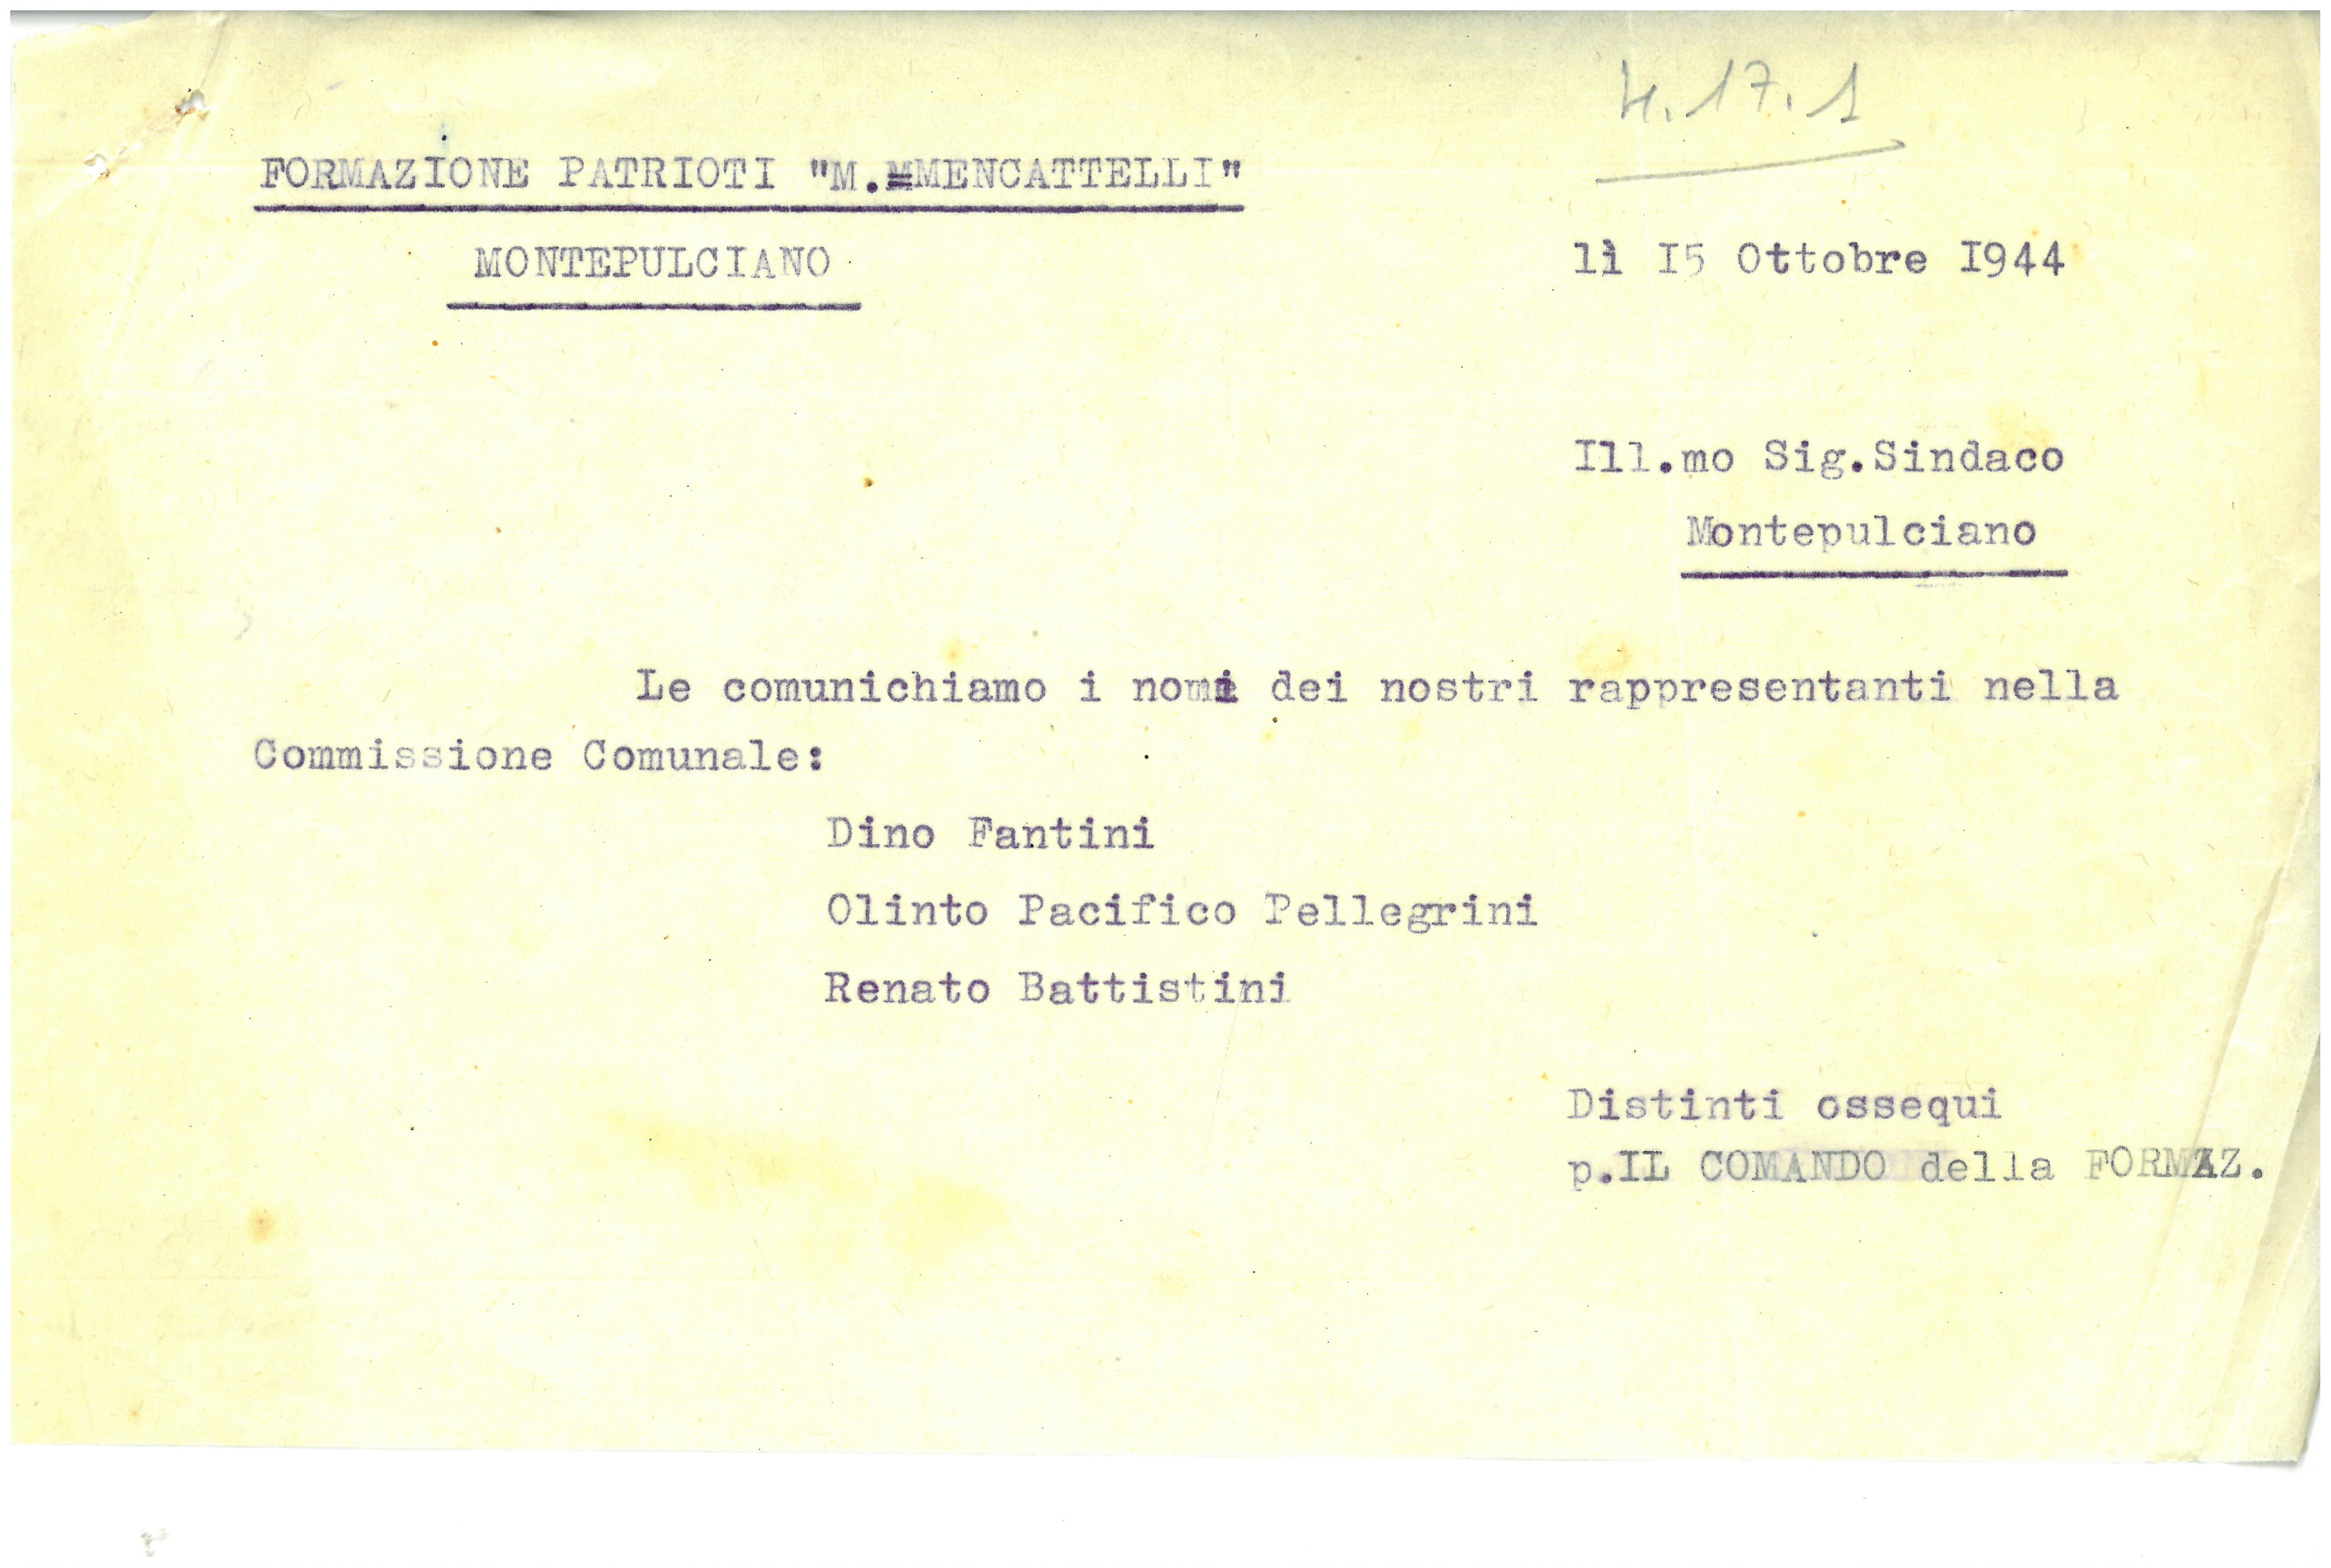 4.17.1
FORMAZIONE PATRIOTI "M. MENCATTELLI"
MONTEPULCIANO
lì I5 Ottobre I944
Ill.mo Sig.Sindaco
Montepulciano
Le comunichiamo i nomi dei nostri rappresentanti nella
Commissione Comunale:
Dino Fantini
Olinto Pacifico Pellegrini
Renato Battistini
Distinti ossequi
p.IL COMANDO della FORMAZ.